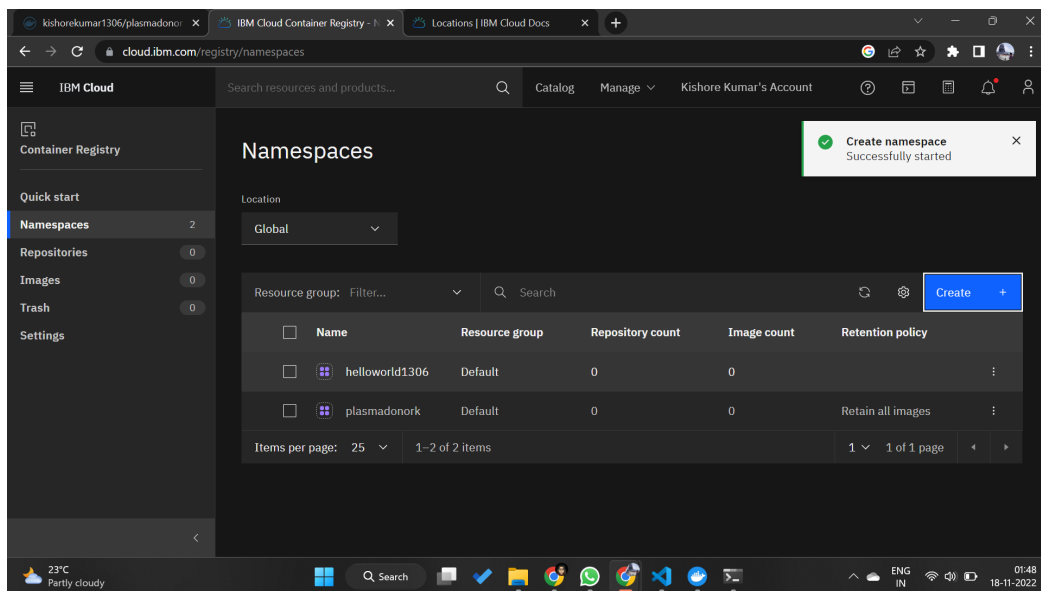 kishorekumar1306/plasmadonor
IBM Cloud Container Registry - N
Locations | IBM Cloud Docs
cloud.ibm.com/registry/namespaces
IBM Cloud
Search resources and products...
Catalog
Manage
Kishore Kumar's Account
Container Registry
Quick start
Namespaces 2
Repositories 0
Images 0
Trash 0
Settings
Namespaces
Create namespace
Successfully started
Location
Global
Resource group: Filter... Search Create +
Name Resource group Repository count Image count Retention policy
helloworld1306 Default 0 0
plasmadonork Default 0 0 Retain all images
Items per page: 25 1–2 of 2 items 1 1 of 1 page
23°C
Partly cloudy
Search
ENG
IN
01:48
18-11-2022